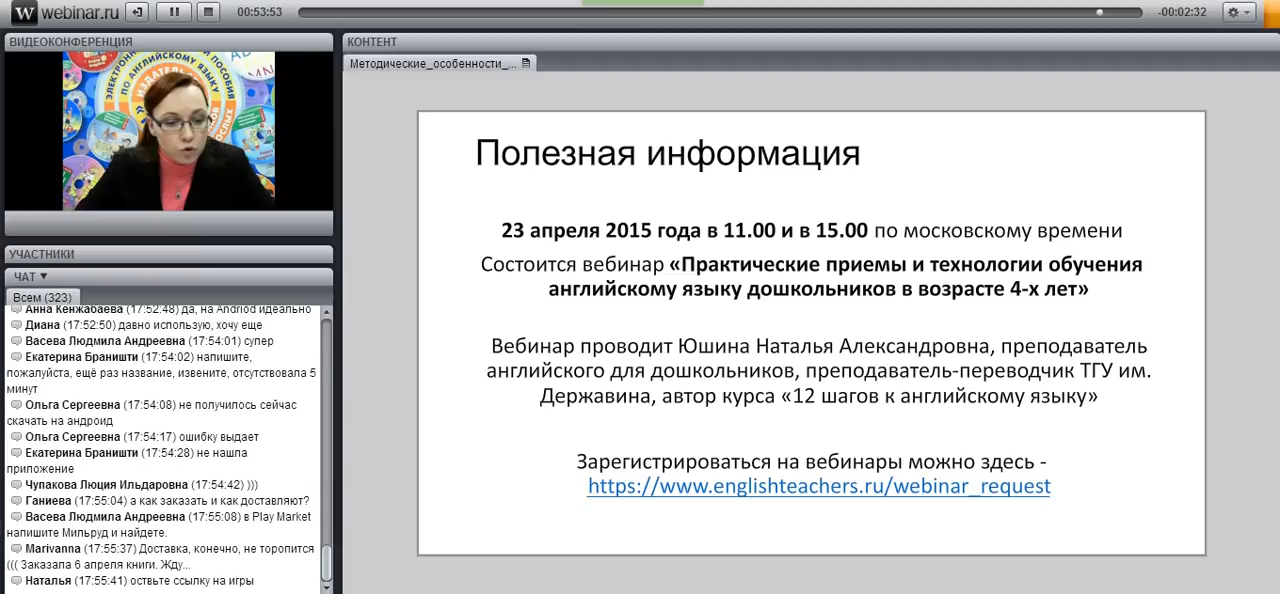 W webinar.ru
00:53:53
-00:02:32
ВИДЕОКОНФЕРЕНЦИЯ
ЭЛЕКТРОННЫЕ
ПОСОБИЯ
ПО АНГЛИЙСКОМУ ЯЗЫКУ
УЧАСТНИКИ
ЧАТ
Всем (323)
Анна Кенжабаева (17:52:48) да, на Andriod идеально
Диана (17:52:50) давно использую, хочу еще
Васева Людмила Андреевна (17:54:01) супер
Екатерина Браништи (17:54:02) напишите,
пожалуйста, ещё раз название, извените, отсутствовала 5
минут
Ольга Сергеевна (17:54:08) не получилось сейчас
скачать на андроид
Ольга Сергеевна (17:54:17) ошибку выдает
Екатерина Браништи (17:54:28) не нашла
приложение
Чупакова Люция Ильдаровна (17:54:42) )))
Ганиева (17:55:04) а как заказать и как доставляют?
Васева Людмила Андреевна (17:55:08) в Play Market
напишите Мильруд и найдете.
Marivanna (17:55:37) Доставка, конечно, не торопится
((( Заказала 6 апреля книги. Жду...
Наталья (17:55:41) оствьте ссылку на игры
КОНТЕНТ
Методические_особенности_...
Полезная информация
23 апреля 2015 года в 11.00 и в 15.00 по московскому времени
Состоится вебинар «Практические приемы и технологии обучения
английскому языку дошкольников в возрасте 4-х лет»
Вебинар проводит Юшина Наталья Александровна, преподаватель
английского для дошкольников, преподаватель-переводчик ТГУ им.
Державина, автор курса «12 шагов к английскому языку»
Зарегистрироваться на вебинары можно здесь -
https://www.englishteachers.ru/webinar_request